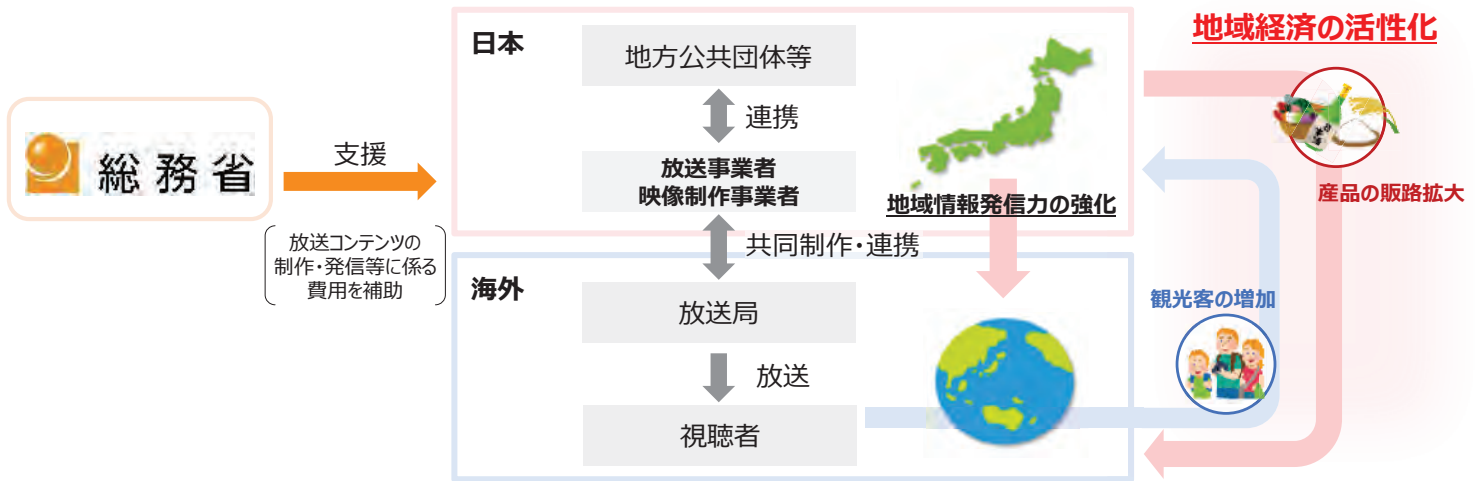 総務省
支援
放送コンテンツの
制作・発信等に係る
費用を補助
日本
地方公共団体等
連携
放送事業者
映像制作事業者
地域情報発信力の強化
共同制作・連携
海外
放送局
放送
視聴者
地域経済の活性化
産品の販路拡大
観光客の増加